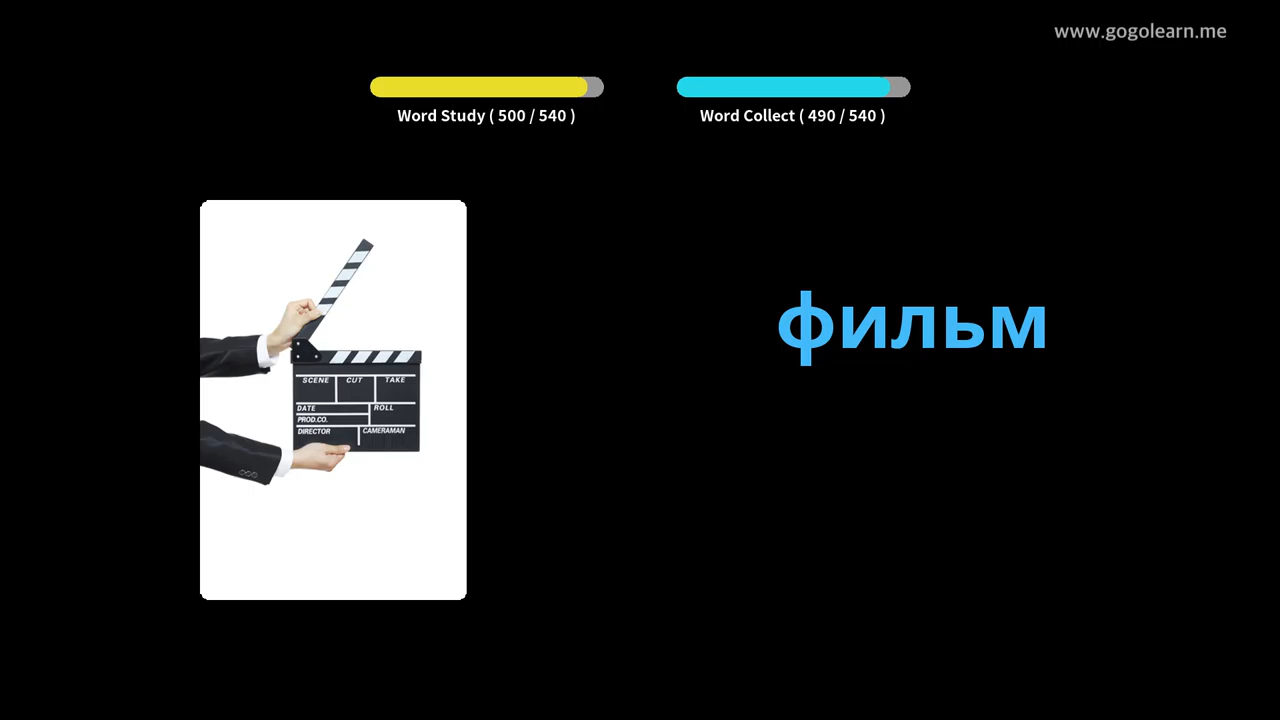 www.gogolearn.me
Word Study ( 500 / 540 )
Word Collect ( 490 / 540 )
фильм
SCENE CUT TAKE
DATE ROLL
PROD.CO.
DIRECTOR CAMERAMAN